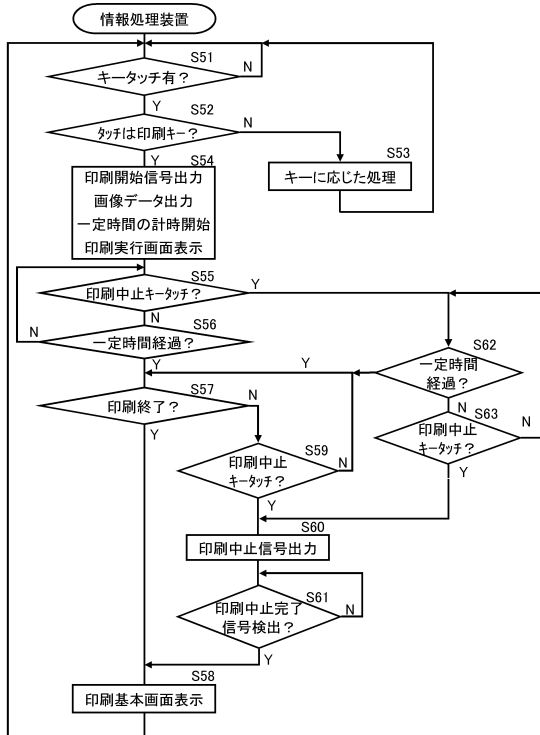 情報処理装置
S51
キータッチ有？
N
Y
S52
タッチは印刷キー？
N
Y
S53
キーに応じた処理
S54
印刷開始信号出力
画像データ出力
一定時間の計時開始
印刷実行画面表示
S55
印刷中止キータッチ？
Y
N
S56
一定時間経過？
N
Y
S62
一定時間
経過？
Y
N
S57
印刷終了？
N
Y
S63
印刷中止
キータッチ？
N
Y
S59
印刷中止
キータッチ？
N
Y
S60
印刷中止信号出力
S61
印刷中止完了
信号検出？
N
Y
S58
印刷基本画面表示